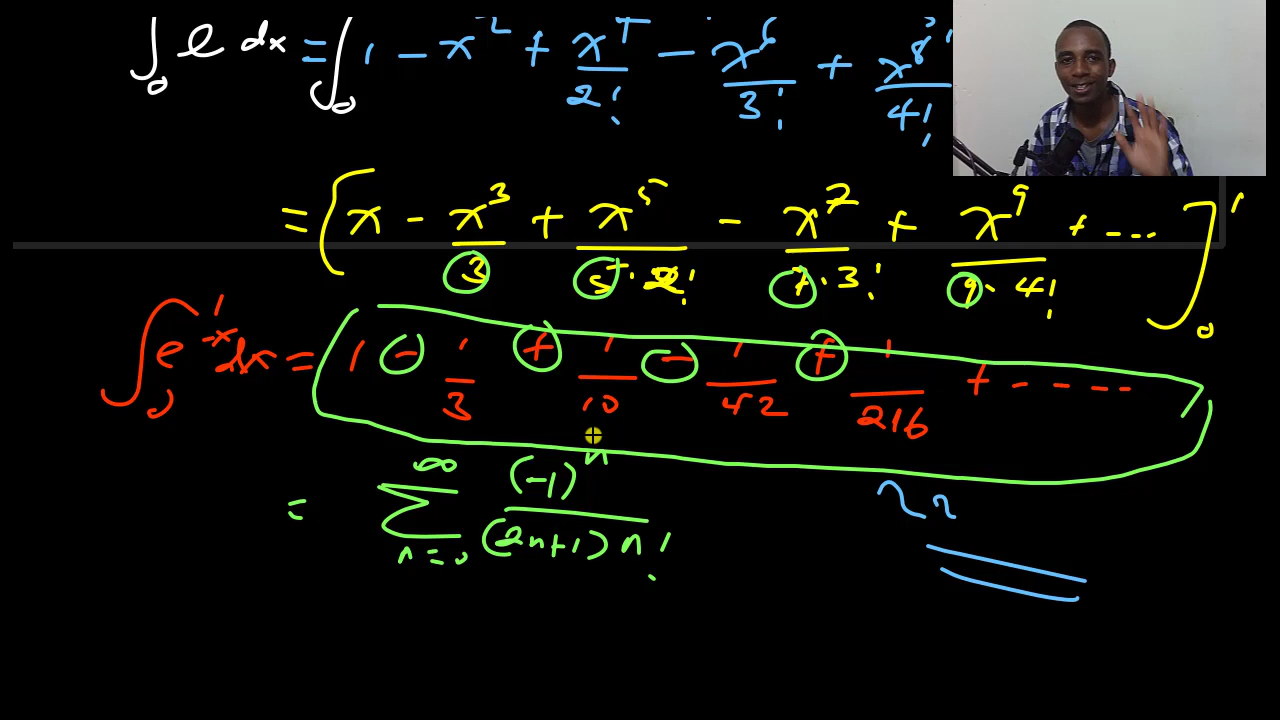 ∫₀ e dx = ∫₀ 1 − x² + x⁴/2! − x⁶/3! + x⁸/4!
= [x − x³/3 + x⁵/5·2! − x⁷/7·3! + x⁹/9·4! + ...]₀¹
∫₀¹ e⁻ˣ dx = 1 − 1/3 + 1/10 − 1/42 + 1/216 + - - - -
= ∑ₙ₌₀^∞ (−1)ⁿ/(2n+1)n!